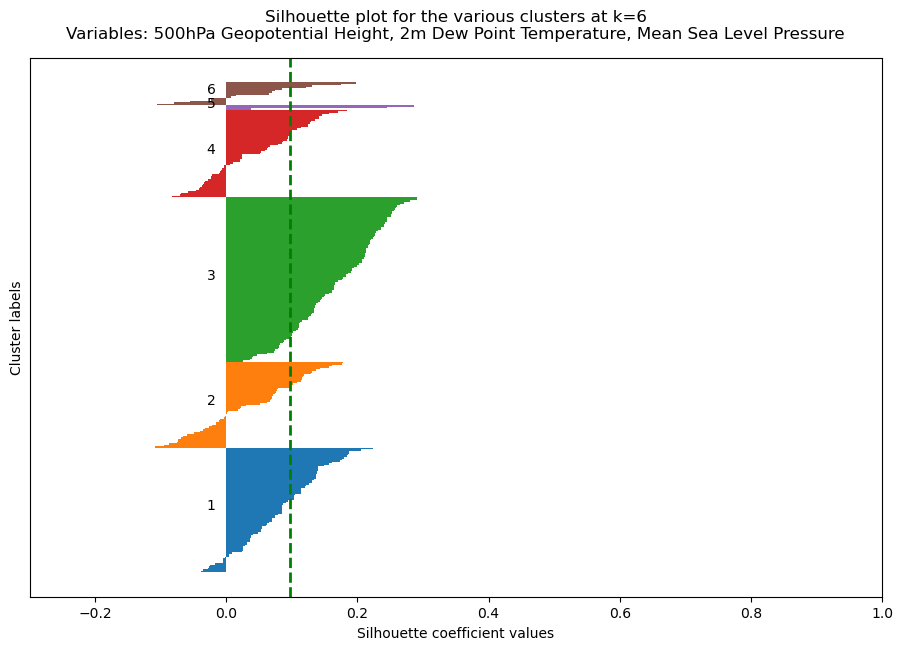 Silhouette plot for the various clusters at k=6
Variables: 500hPa Geopotential Height, 2m Dew Point Temperature, Mean Sea Level Pressure
6
5
4
3
2
1
Cluster labels
−0.2 0.0 0.2 0.4 0.6 0.8 1.0
Silhouette coefficient values